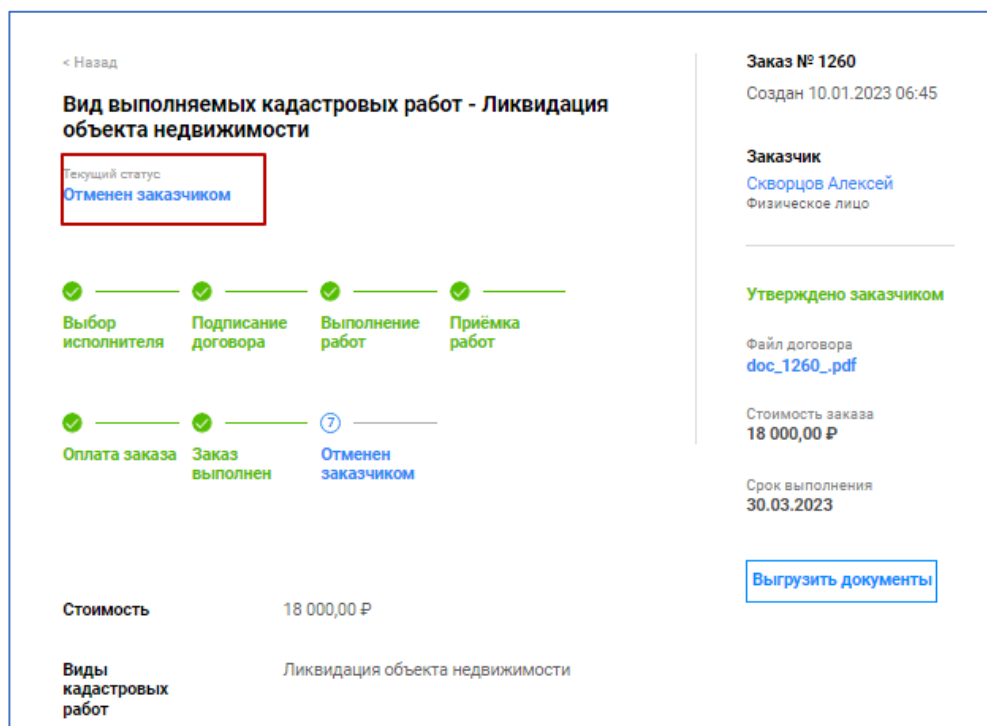 < Назад
Вид выполняемых кадастровых работ - Ликвидация
объекта недвижимости
Текущий статус
Отменен заказчиком
Выбор
исполнителя
Подписание
договора
Выполнение
работ
Приёмка
работ
Оплата заказа
Заказ
выполнен
7
Отменен
заказчиком
Стоимость
18 000,00 ₽
Виды
кадастровых
работ
Ликвидация объекта недвижимости
Заказ № 1260
Создан 10.01.2023 06:45
Заказчик
Скворцов Алексей
Физическое лицо
Утверждено заказчиком
Файл договора
doc_1260_.pdf
Стоимость заказа
18 000,00 ₽
Срок выполнения
30.03.2023
Выгрузить документы